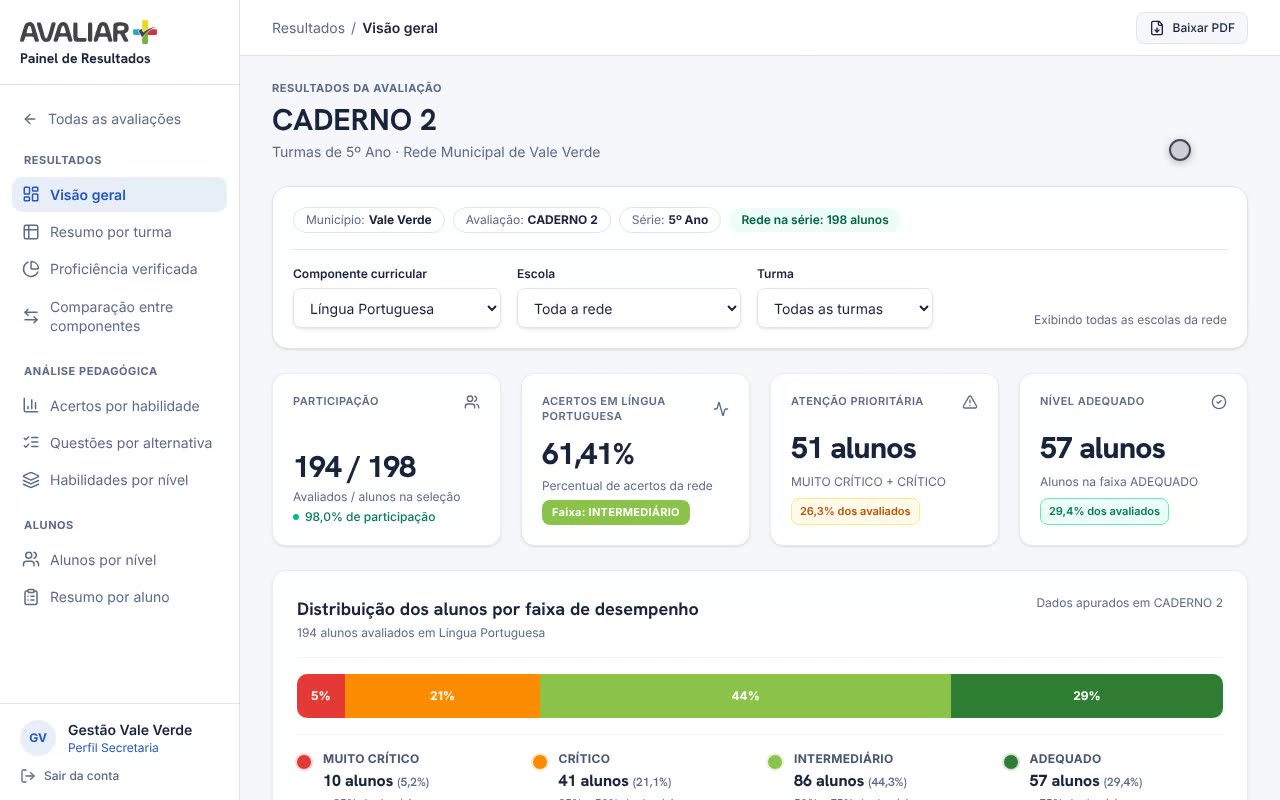 AVALIAR
Painel de Resultados
Todas as avaliações
RESULTADOS
Visão geral
Resumo por turma
Proficiência verificada
Comparação entre
componentes
ANÁLISE PEDAGÓGICA
Acertos por habilidade
Questões por alternativa
Habilidades por nível
ALUNOS
Alunos por nível
Resumo por aluno
GV
Gestão Vale Verde
Perfil Secretaria
Sair da conta
Resultados / Visão geral
Baixar PDF
RESULTADOS DA AVALIAÇÃO
CADERNO 2
Turmas de 5º Ano · Rede Municipal de Vale Verde
Município: Vale Verde
Avaliação: CADERNO 2
Série: 5º Ano
Rede na série: 198 alunos
Componente curricular
Língua Portuguesa
Escola
Toda a rede
Turma
Todas as turmas
Exibindo todas as escolas da rede
PARTICIPAÇÃO
194 / 198
Avaliados / alunos na seleção
98,0% de participação
ACERTOS EM LÍNGUA
PORTUGUESA
61,41%
Percentual de acertos da rede
Faixa: INTERMEDIÁRIO
ATENÇÃO PRIORITÁRIA
51 alunos
MUITO CRÍTICO + CRÍTICO
26,3% dos avaliados
NÍVEL ADEQUADO
57 alunos
Alunos na faixa ADEQUADO
29,4% dos avaliados
Distribuição dos alunos por faixa de desempenho
194 alunos avaliados em Língua Portuguesa
Dados apurados em CADERNO 2
5%
21%
44%
29%
MUITO CRÍTICO
10 alunos (5,2%)
CRÍTICO
41 alunos (21,1%)
INTERMEDIÁRIO
86 alunos (44,3%)
ADEQUADO
57 alunos (29,4%)